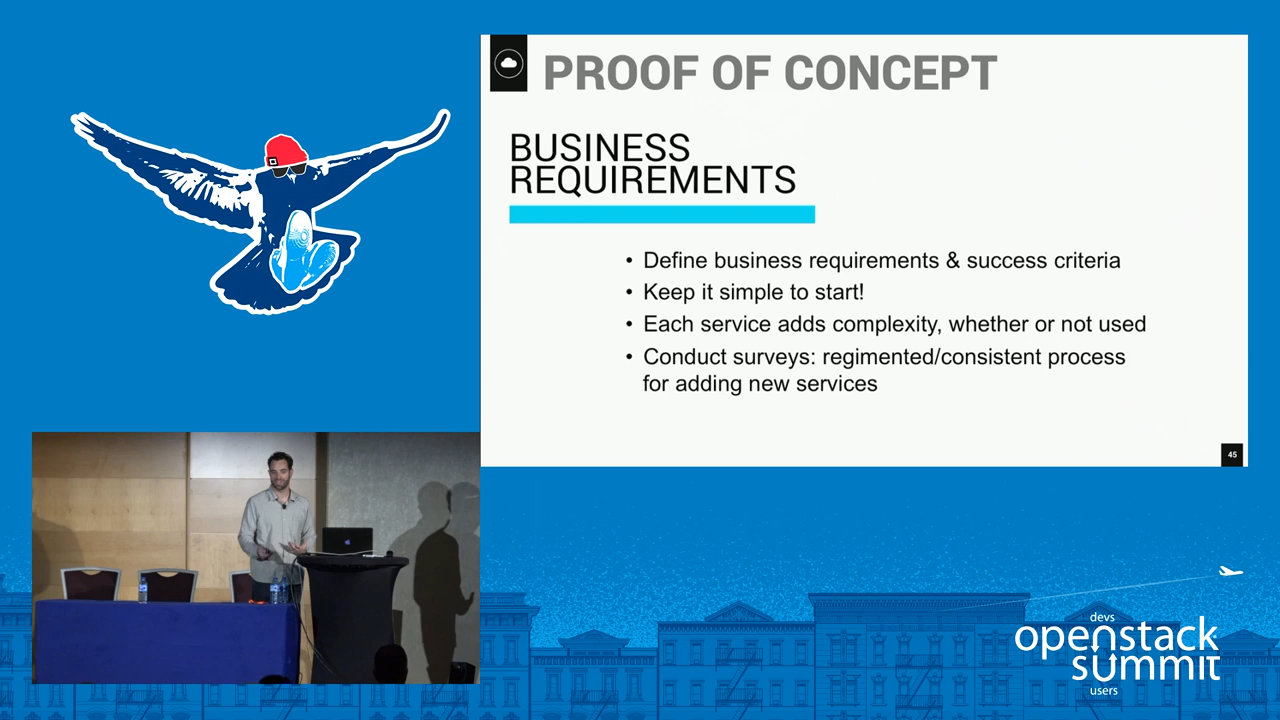 PROOF OF CONCEPT
BUSINESS
REQUIREMENTS
• Define business requirements & success criteria
• Keep it simple to start!
• Each service adds complexity, whether or not used
• Conduct surveys: regimented/consistent process
for adding new services
45
devs
openstack
summit
users